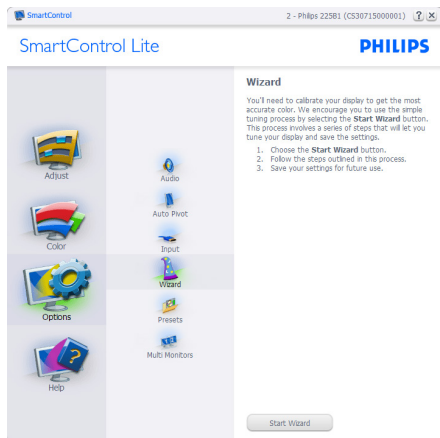 SmartControl
2 - Philips 225B1 (CS30715000001)
SmartControl Lite
PHILIPS
Adjust
Color
Options
Help
Audio
Auto Pivot
Input
Wizard
Presets
Multi Monitors
Wizard
You'll need to calibrate your display to get the most
accurate color. We encourage you to use the simple
tuning process by selecting the Start Wizard button.
This process involves a series of steps that will let you
tune your display and save the settings.
1. Choose the Start Wizard button.
2. Follow the steps outlined in this process.
3. Save your settings for future use.
Start Wizard